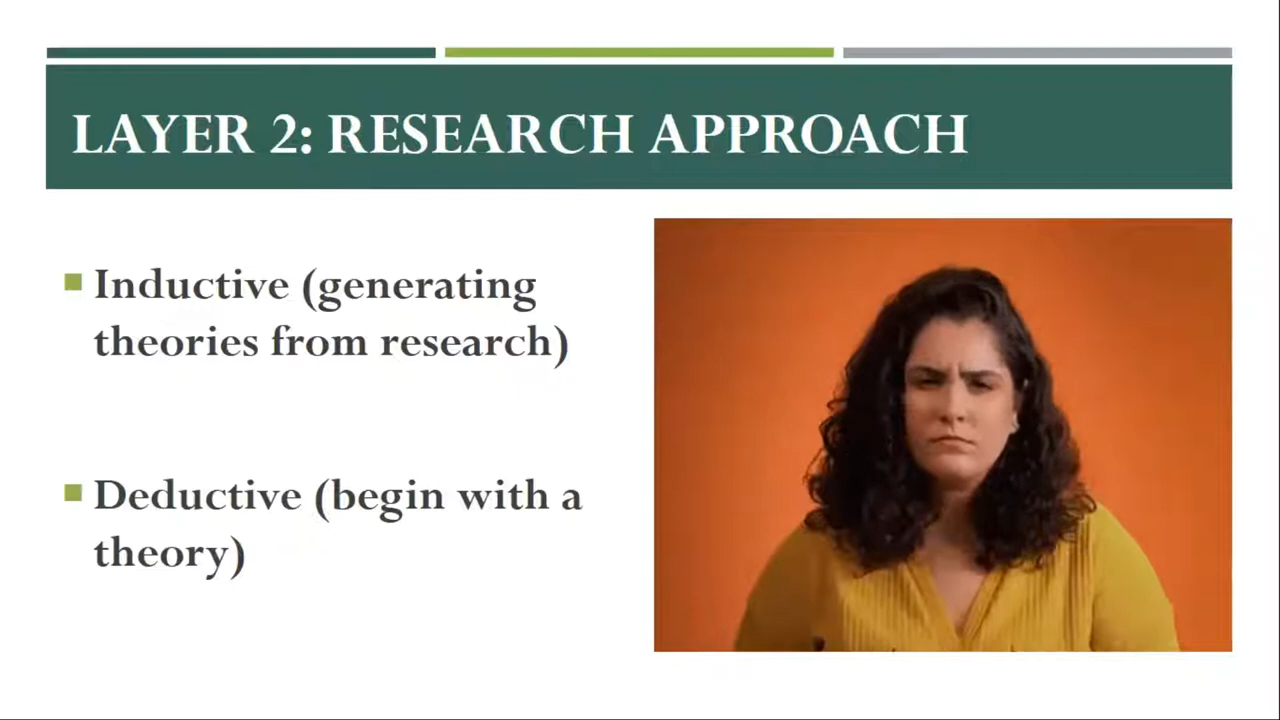 LAYER 2: RESEARCH APPROACH
Inductive (generating
theories from research)
Deductive (begin with a
theory)